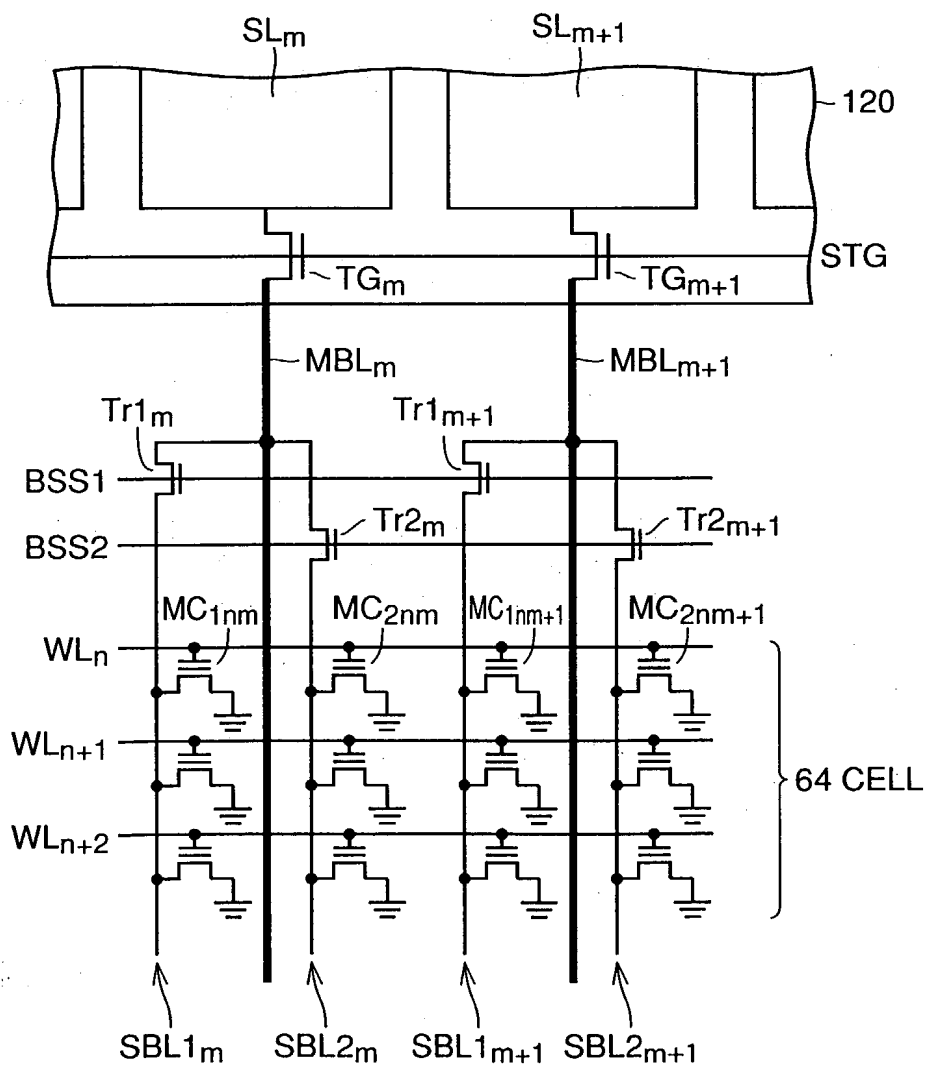 SLm SLm+1
120
STG
TGm TGm+1
MBLm MBLm+1
Tr1m Tr1m+1
BSS1
Tr2m Tr2m+1
BSS2
MC1nm MC2nm MC1nm+1 MC2nm+1
WLn
WLn+1
64 CELL
WLn+2
SBL1m SBL2m SBL1m+1 SBL2m+1